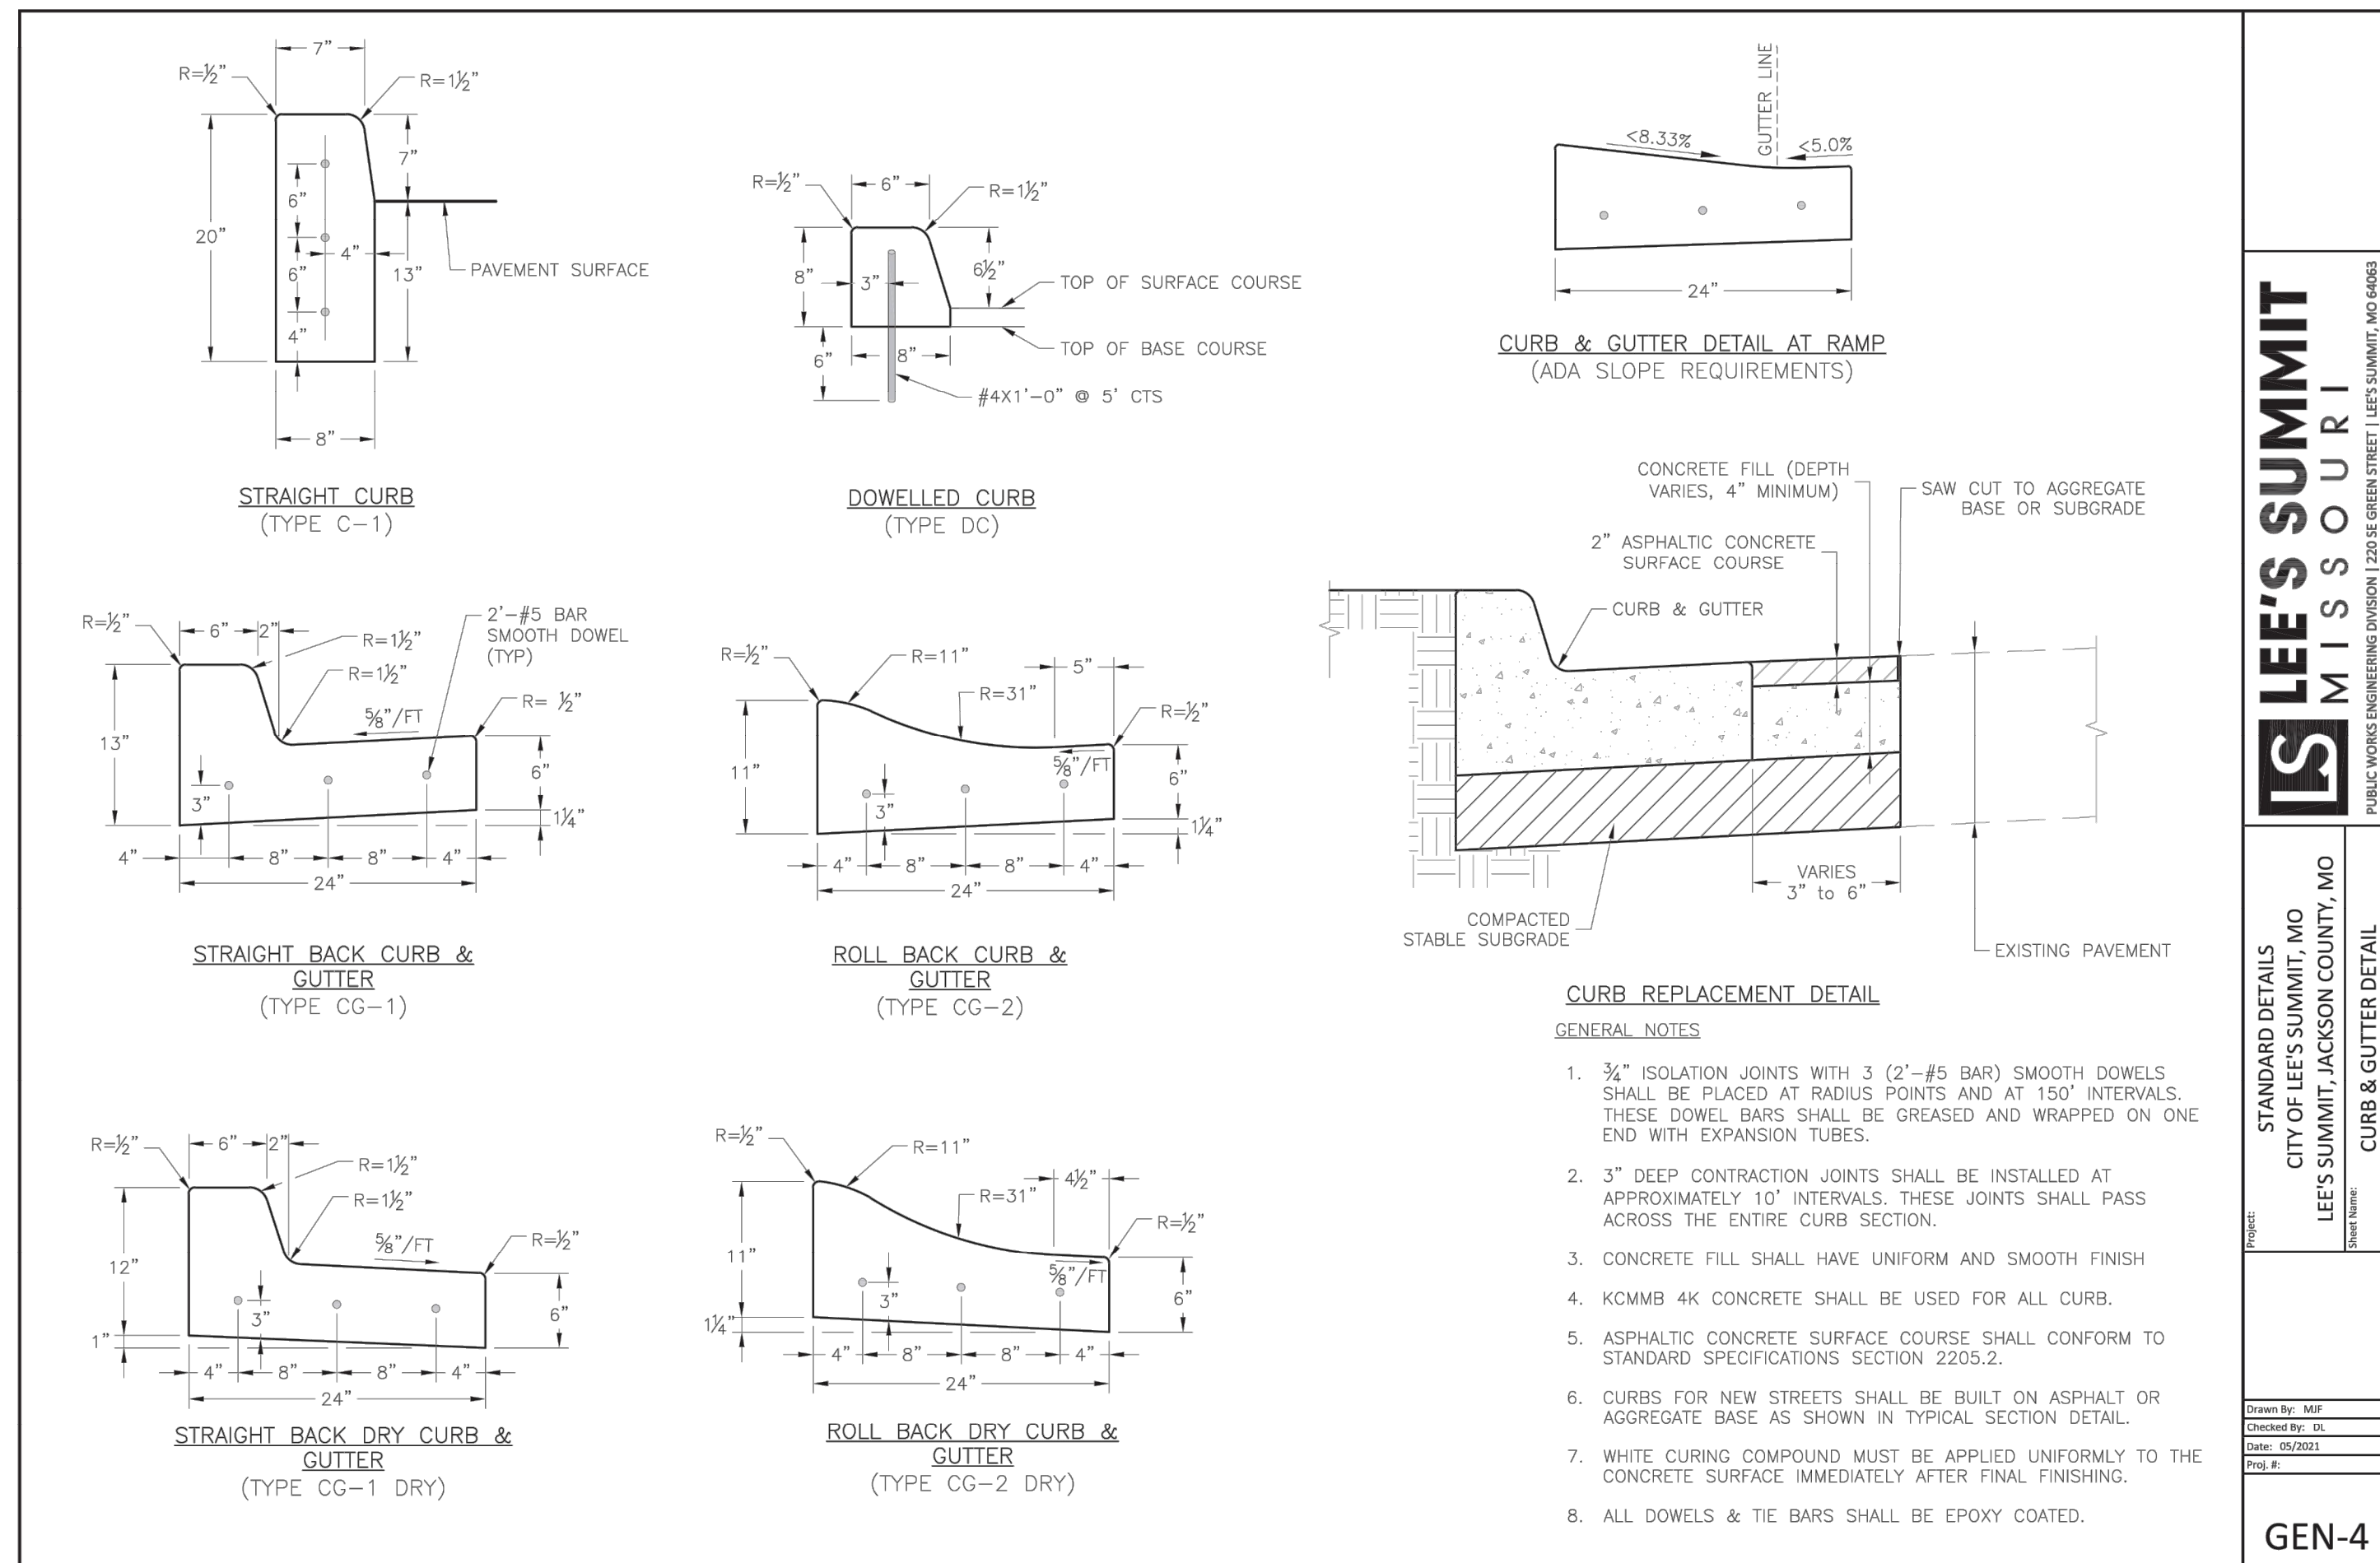 7"
R=½"
R=1½"
7"
6"
20"
4"
6"
13"
PAVEMENT SURFACE
4"
8"
STRAIGHT CURB
(TYPE C-1)
R=½"
6"
R=1½"
8"
3"
6½"
TOP OF SURFACE COURSE
6"
8"
TOP OF BASE COURSE
#4X1'-0" @ 5' CTS
DOWELLED CURB
(TYPE DC)
GUTTER LINE
<8.33%
<5.0%
24"
CURB & GUTTER DETAIL AT RAMP
(ADA SLOPE REQUIREMENTS)
R=½"
6"
2"
R=1½"
R=1½"
2'-#5 BAR
SMOOTH DOWEL
(TYP)
R= ½"
⅝"/FT
13"
3"
6"
1¼"
4"
8"
8"
4"
24"
STRAIGHT BACK CURB &
GUTTER
(TYPE CG-1)
R=½"
R=11"
5"
R=31"
R=½"
11"
⅝"/FT
6"
3"
1¼"
4"
8"
8"
4"
24"
ROLL BACK CURB &
GUTTER
(TYPE CG-2)
CONCRETE FILL (DEPTH
VARIES, 4" MINIMUM)
SAW CUT TO AGGREGATE
BASE OR SUBGRADE
2" ASPHALTIC CONCRETE
SURFACE COURSE
CURB & GUTTER
VARIES
3" to 6"
COMPACTED
STABLE SUBGRADE
EXISTING PAVEMENT
CURB REPLACEMENT DETAIL
R=½"
6"
2"
R=1½"
R=1½"
⅝"/FT
R=½"
12"
3"
6"
1"
4"
8"
8"
4"
24"
STRAIGHT BACK DRY CURB &
GUTTER
(TYPE CG-1 DRY)
R=½"
R=11"
4½"
R=31"
R=½"
11"
⅝"/FT
3"
6"
1¼"
4"
8"
8"
4"
24"
ROLL BACK DRY CURB &
GUTTER
(TYPE CG-2 DRY)
GENERAL NOTES
1. ¾" ISOLATION JOINTS WITH 3 (2'-#5 BAR) SMOOTH DOWELS
SHALL BE PLACED AT RADIUS POINTS AND AT 150' INTERVALS.
THESE DOWEL BARS SHALL BE GREASED AND WRAPPED ON ONE
END WITH EXPANSION TUBES.
2. 3" DEEP CONTRACTION JOINTS SHALL BE INSTALLED AT
APPROXIMATELY 10' INTERVALS. THESE JOINTS SHALL PASS
ACROSS THE ENTIRE CURB SECTION.
3. CONCRETE FILL SHALL HAVE UNIFORM AND SMOOTH FINISH
4. KCMMB 4K CONCRETE SHALL BE USED FOR ALL CURB.
5. ASPHALTIC CONCRETE SURFACE COURSE SHALL CONFORM TO
STANDARD SPECIFICATIONS SECTION 2205.2.
6. CURBS FOR NEW STREETS SHALL BE BUILT ON ASPHALT OR
AGGREGATE BASE AS SHOWN IN TYPICAL SECTION DETAIL.
7. WHITE CURING COMPOUND MUST BE APPLIED UNIFORMLY TO THE
CONCRETE SURFACE IMMEDIATELY AFTER FINAL FINISHING.
8. ALL DOWELS & TIE BARS SHALL BE EPOXY COATED.
LS
LEE'S SUMMIT
MISSOURI
PUBLIC WORKS ENGINEERING DIVISION | 220 SE GREEN STREET | LEE'S SUMMIT, MO 64063
Project:
STANDARD DETAILS
CITY OF LEE'S SUMMIT, MO
LEE'S SUMMIT, JACKSON COUNTY, MO
Sheet Name:
CURB & GUTTER DETAIL
Drawn By: MJF
Checked By: DL
Date: 05/2021
Proj. #:
GEN-4